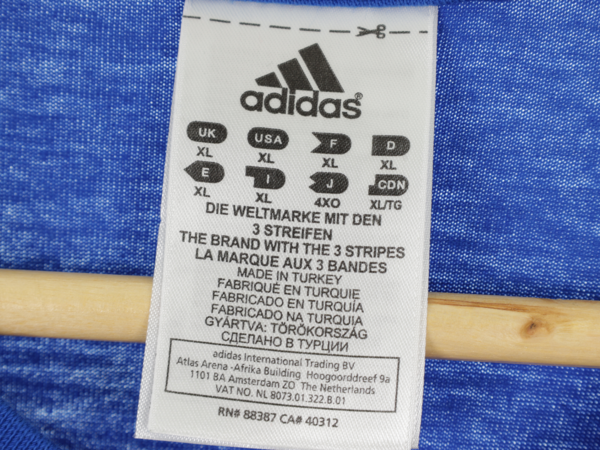 adidas®
UK USA F D
XL XL XL XL
E I J CDN
XL XL 4XO XL/TG
DIE WELTMARKE MIT DEN
3 STREIFEN
THE BRAND WITH THE 3 STRIPES
LA MARQUE AUX 3 BANDES
MADE IN TURKEY
FABRIQUÉ EN TURQUIE
FABRICADO EN TURQUÍA
FABRICADO NA TURQUIA
GYÁRTVA: TÖRÖKORSZÁG
СДЕЛАНО В ТУРЦИИ
adidas International Trading BV
Atlas Arena -Afrika Building Hoogoorddreef 9a
1101 BA Amsterdam ZO The Netherlands
VAT NO. NL 8073.01.322.B.01
RN# 88387 CA# 40312